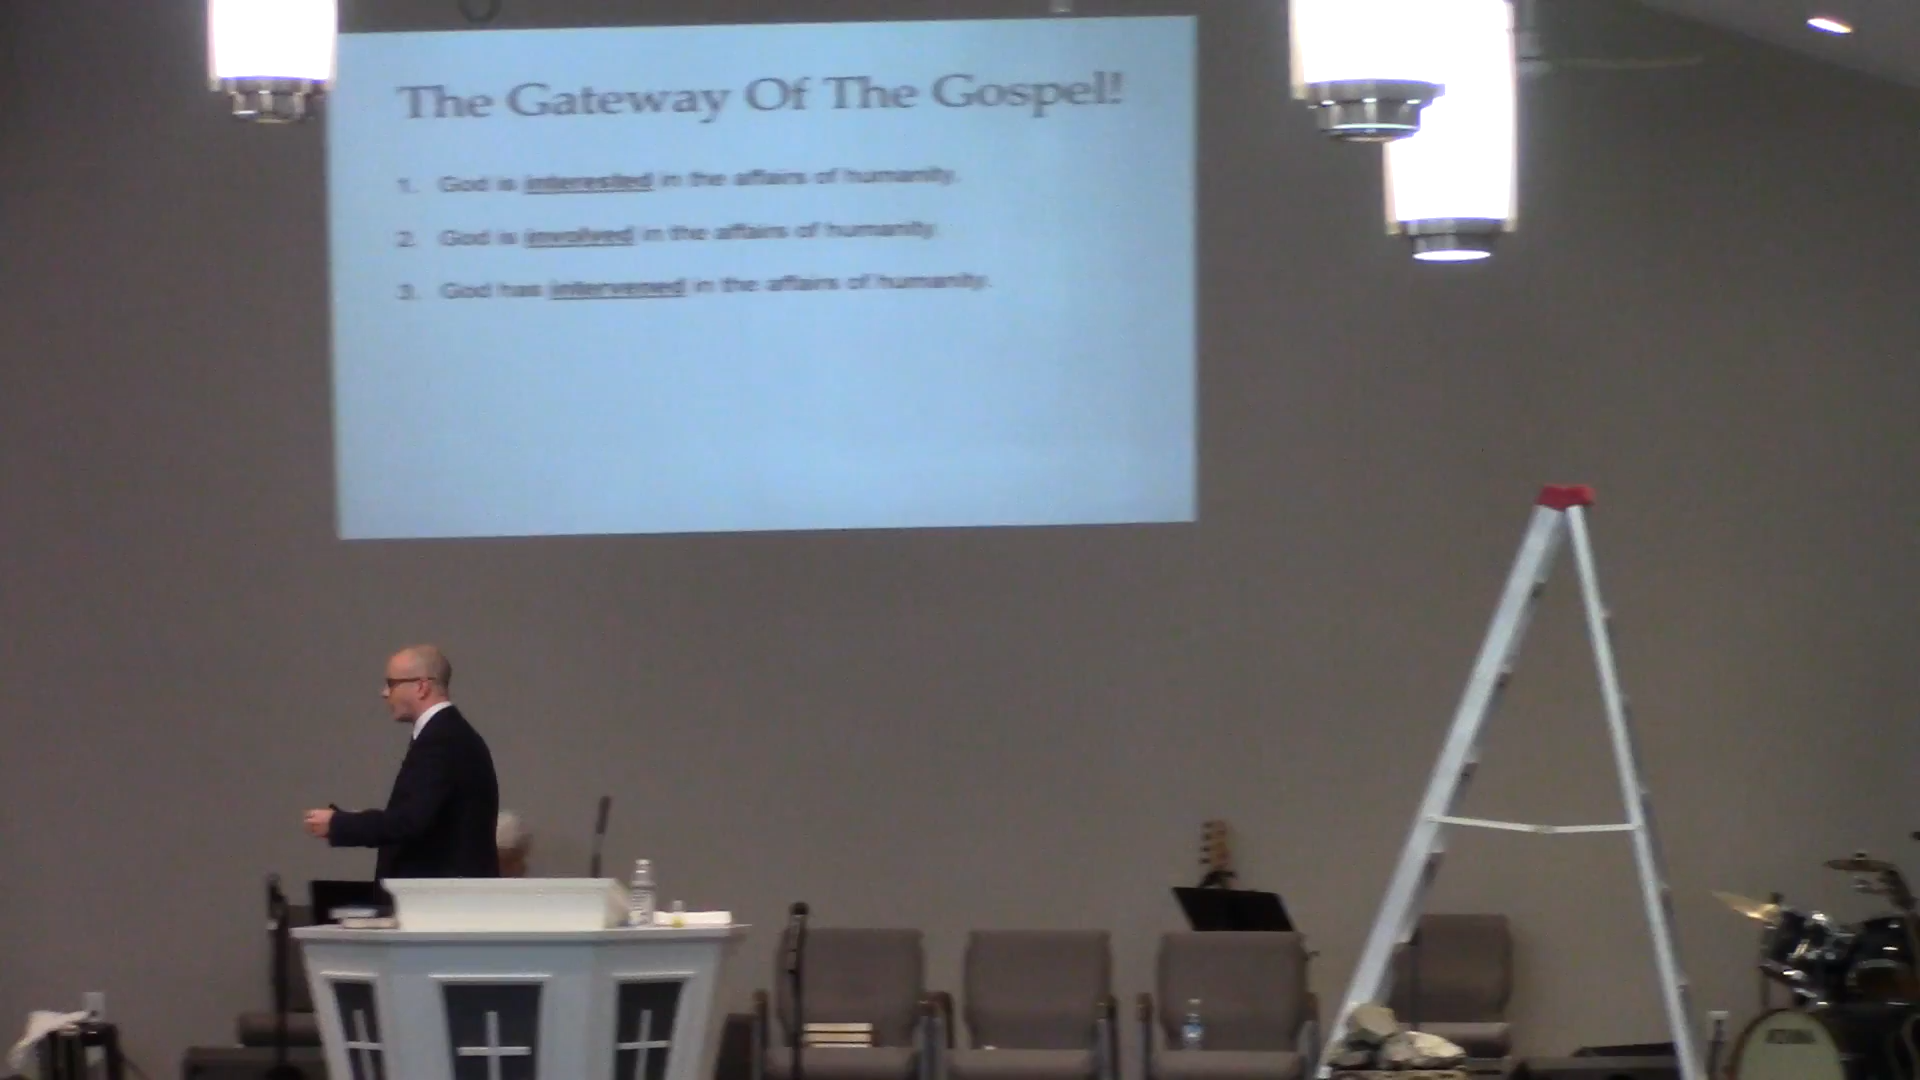 The Gateway Of The Gospel!
1. God is interested in the affairs of humanity.
2. God is involved in the affairs of humanity.
3. God has intervened in the affairs of humanity.
TAMA